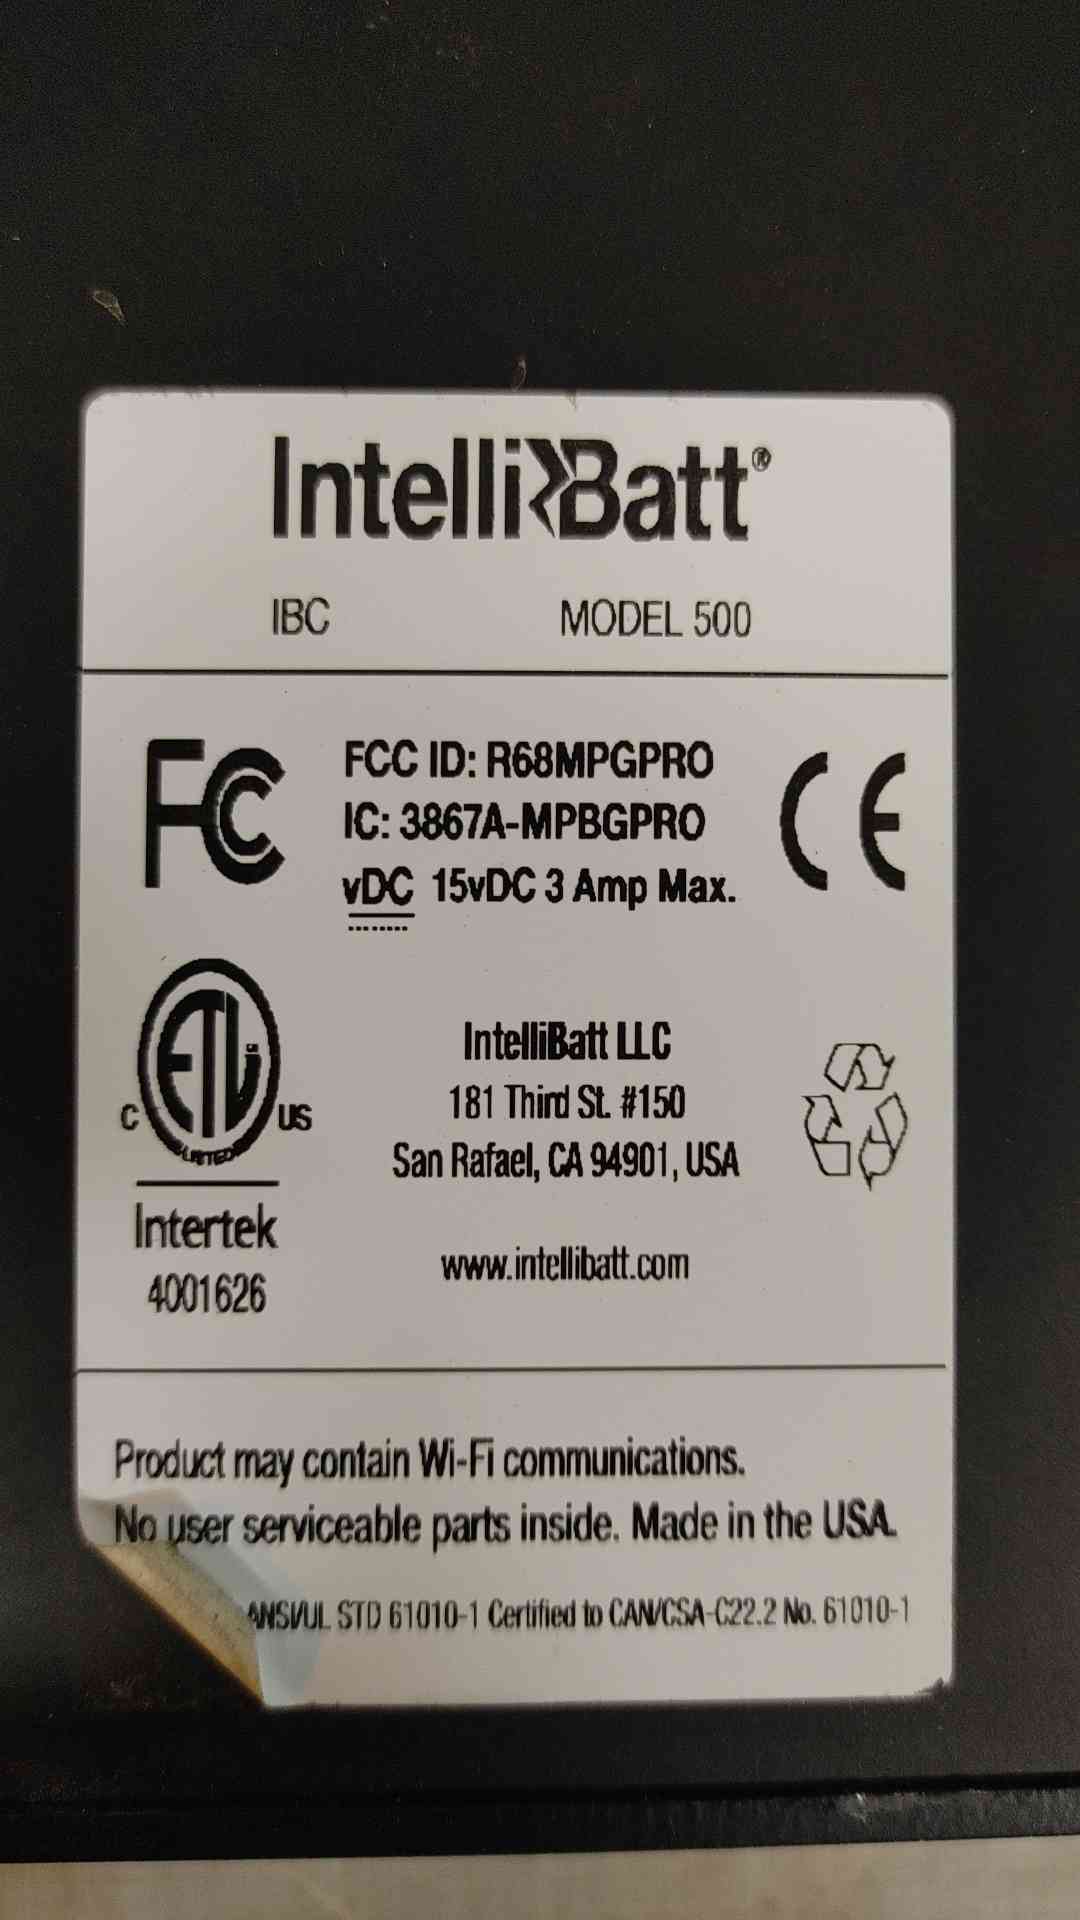 IntelliBatt®
IBC MODEL 500
FC FCC ID: R68MPGPRO CE
IC: 3867A-MPBGPRO
vDC 15vDC 3 Amp Max.
C ETL US
LISTED
Intertek
4001626
IntelliBatt LLC
181 Third St. #150
San Rafael, CA 94901, USA
www.intellibatt.com
Product may contain Wi-Fi communications.
No user serviceable parts inside. Made in the USA.
ANSI/UL STD 61010-1 Certified to CAN/CSA-C22.2 No. 61010-1